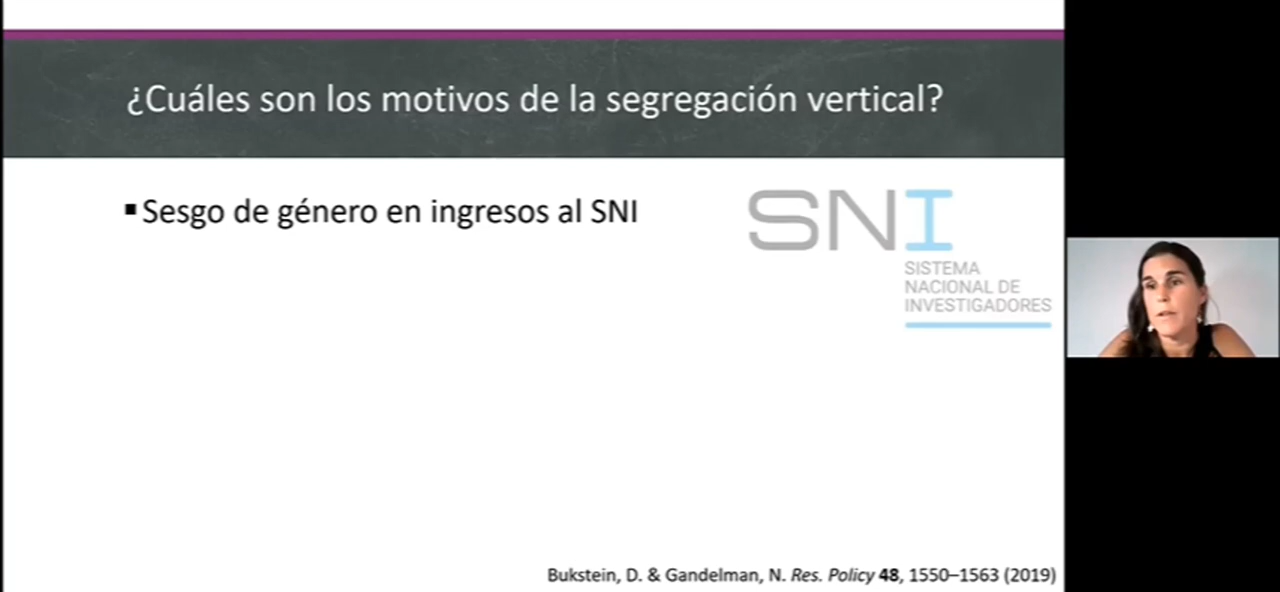 ¿Cuáles son los motivos de la segregación vertical?
▪ Sesgo de género en ingresos al SNI
SNI
SISTEMA
NACIONAL DE
INVESTIGADORES
Bukstein, D. & Gandelman, N. Res. Policy 48, 1550–1563 (2019)